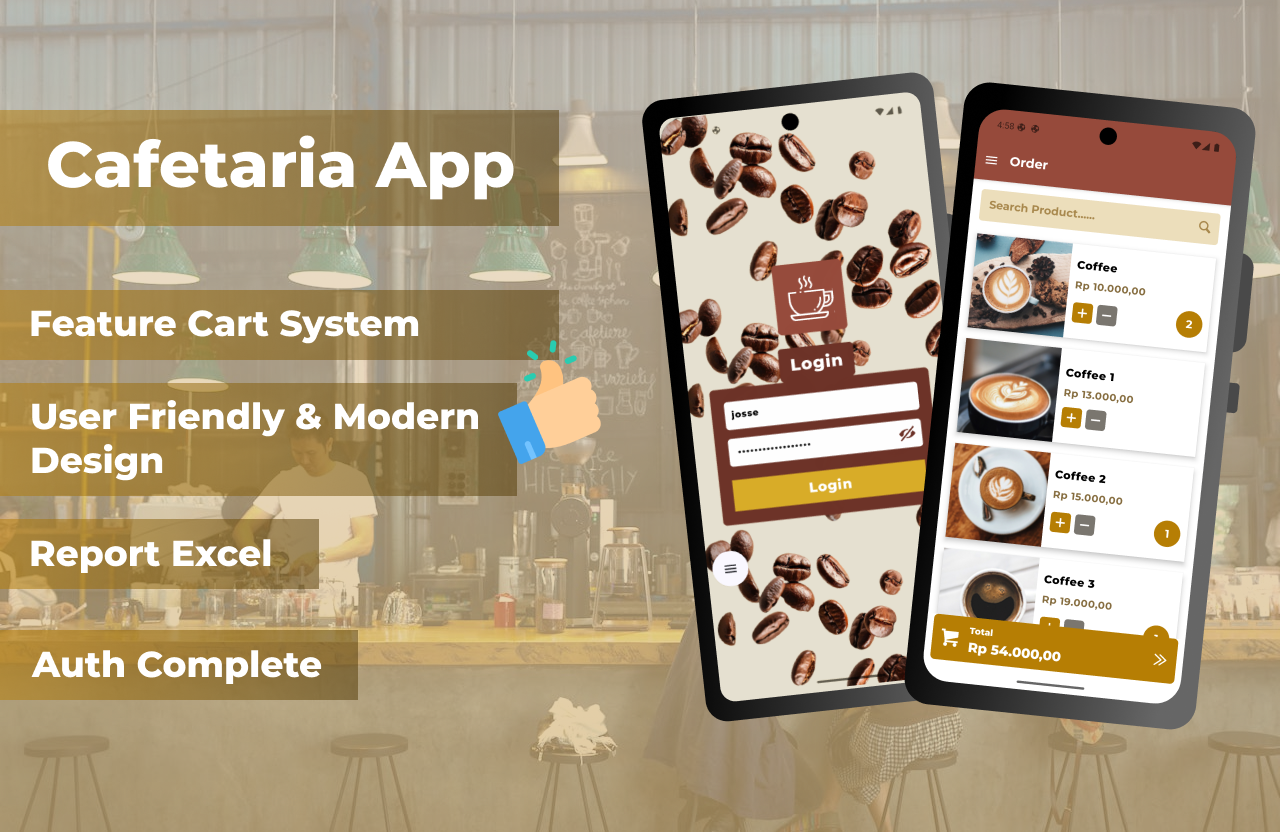 Cafetaria App
Feature Cart System
User Friendly & Modern
Design
Report Excel
Auth Complete
Login
josse
Login
4:58
Order
Search Product......
Coffee
Rp 10.000,00
2
Coffee 1
Rp 13.000,00
Coffee 2
Rp 15.000,00
1
Coffee 3
Rp 19.000,00
Total
Rp 54.000,00